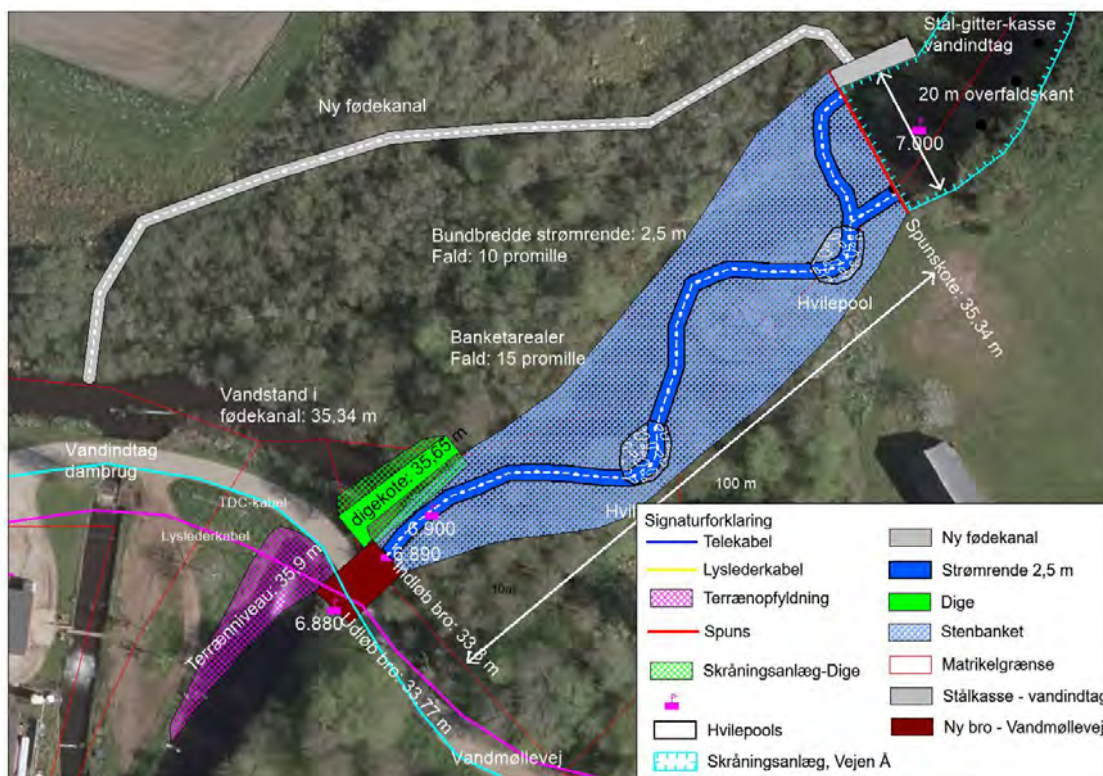 Stål-gitter-kasse
vandindtag
20 m overfaldskant
7.000
Ny fødekanal
Bundbredde strømrende: 2,5 m
Fald: 10 promille
Spunskote: 35,34 m
Hvilepool
Banketarealer
Fald: 15 promille
Vandstand i
fødekanal: 35,34 m
Vandindtag
dambrug
digekote: 35,65 m
100 m
TDC-kabel
6.900
Lyslederkabel
6.890
10m
Indløb bro: 33,8 m
Terrænniveau: 35,9 m
6.880
Udløb bro: 33,77 m
Vandmøllevej
Signaturforklaring
Telekabel
Lyslederkabel
Terrænopfyldning
Spuns
Skråningsanlæg-Dige
Hvilepools
Skråningsanlæg, Vejen Å
Ny fødekanal
Strømrende 2,5 m
Dige
Stenbanket
Matrikelgrænse
Stålkasse - vandindtag
Ny bro - Vandmøllevej